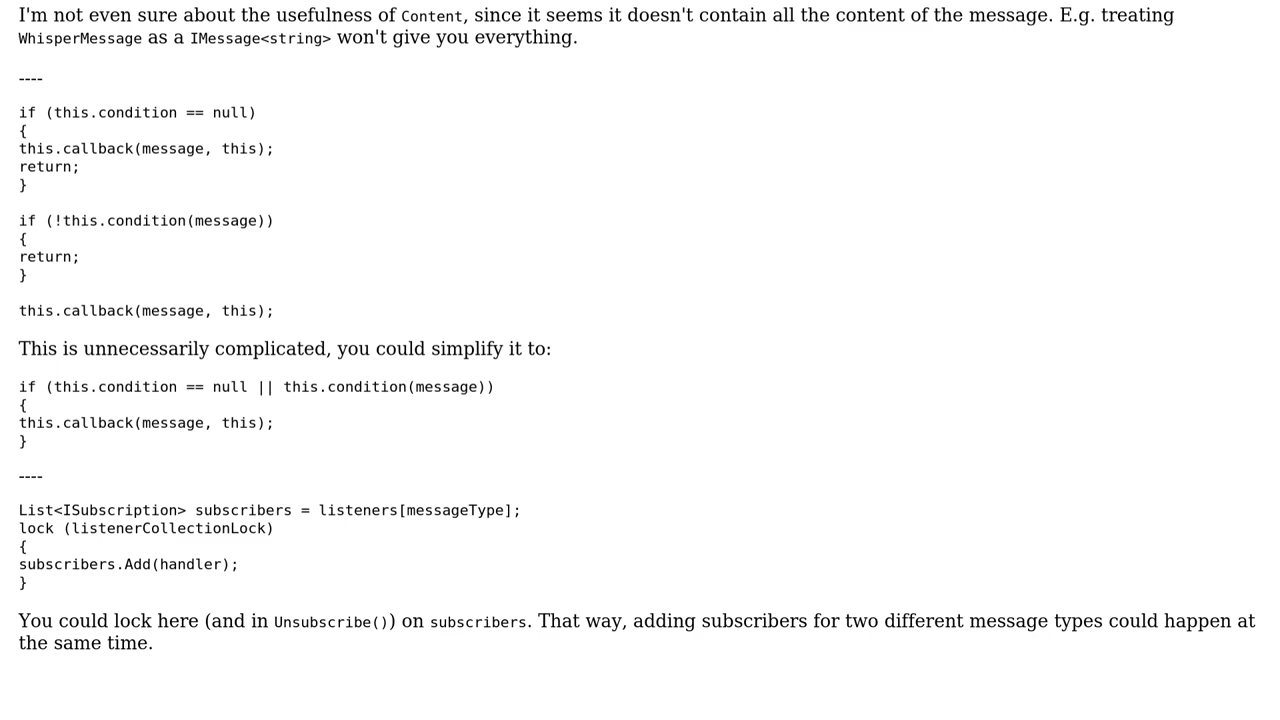 I'm not even sure about the usefulness of Content, since it seems it doesn't contain all the content of the message. E.g. treating
WhisperMessage as a IMessage<string> won't give you everything.
----
if (this.condition == null)
{
this.callback(message, this);
return;
}
if (!this.condition(message))
{
return;
}
this.callback(message, this);
This is unnecessarily complicated, you could simplify it to:
if (this.condition == null || this.condition(message))
{
this.callback(message, this);
}
----
List<ISubscription> subscribers = listeners[messageType];
lock (listenerCollectionLock)
{
subscribers.Add(handler);
}
You could lock here (and in Unsubscribe()) on subscribers. That way, adding subscribers for two different message types could happen at
the same time.